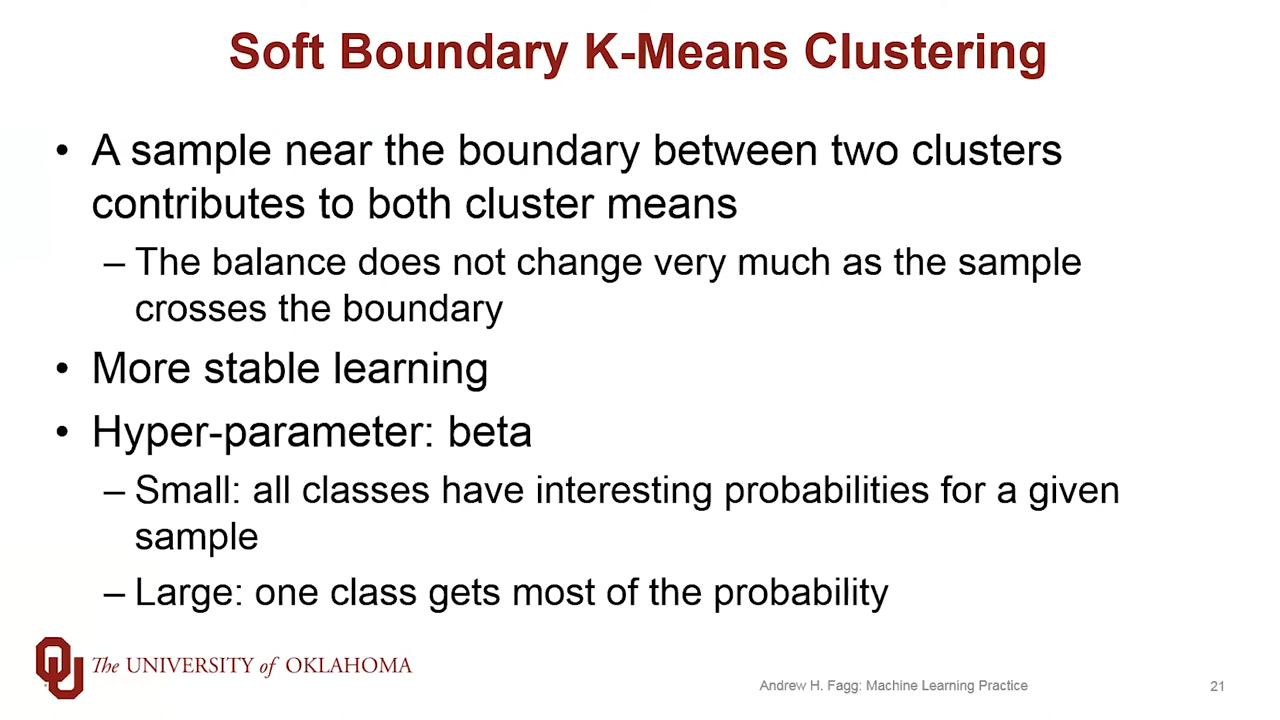 Soft Boundary K-Means Clustering
• A sample near the boundary between two clusters
contributes to both cluster means
– The balance does not change very much as the sample
crosses the boundary
• More stable learning
• Hyper-parameter: beta
– Small: all classes have interesting probabilities for a given
sample
– Large: one class gets most of the probability
The UNIVERSITY of OKLAHOMA
Andrew H. Fagg: Machine Learning Practice
21